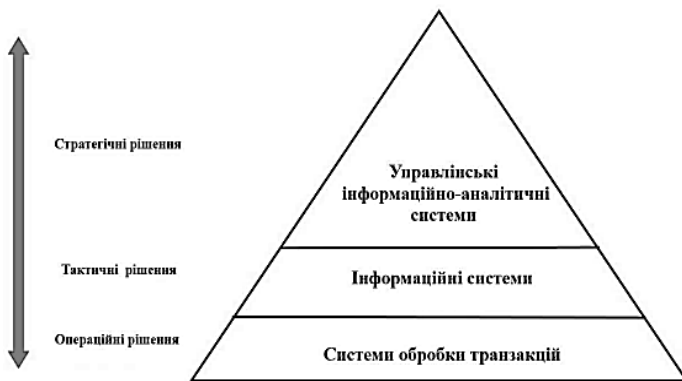 Стратегічні рішення
Управлінські
інформаційно-аналітичні
системи
Тактичні рішення
Інформаційні системи
Операційні рішення
Системи обробки транзакцій